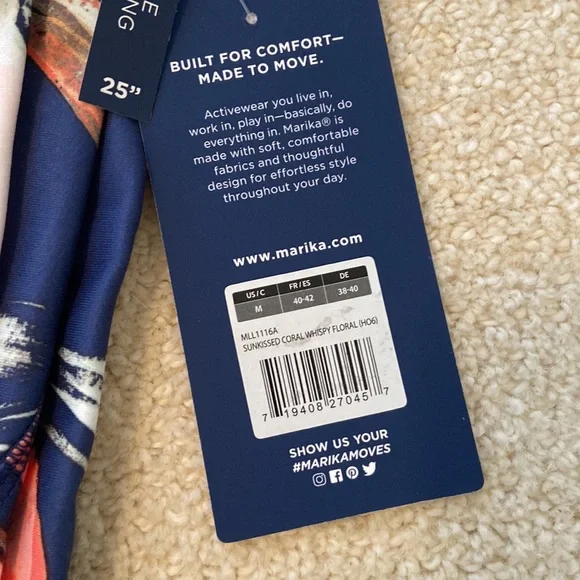 25"
BUILT FOR COMFORT—
MADE TO MOVE.
Activewear you live in,
work in, play in—basically, do
everything in. Marika® is
made with soft, comfortable
fabrics and thoughtful
design for effortless style
throughout your day.
www.marika.com
US/C FR/ES DE
M 40-42 38-40
MLL1116A
SUNKISSED CORAL WHISPY FLORAL (HO6)
7 19408 27045 7
SHOW US YOUR
#MARIKAMOVES